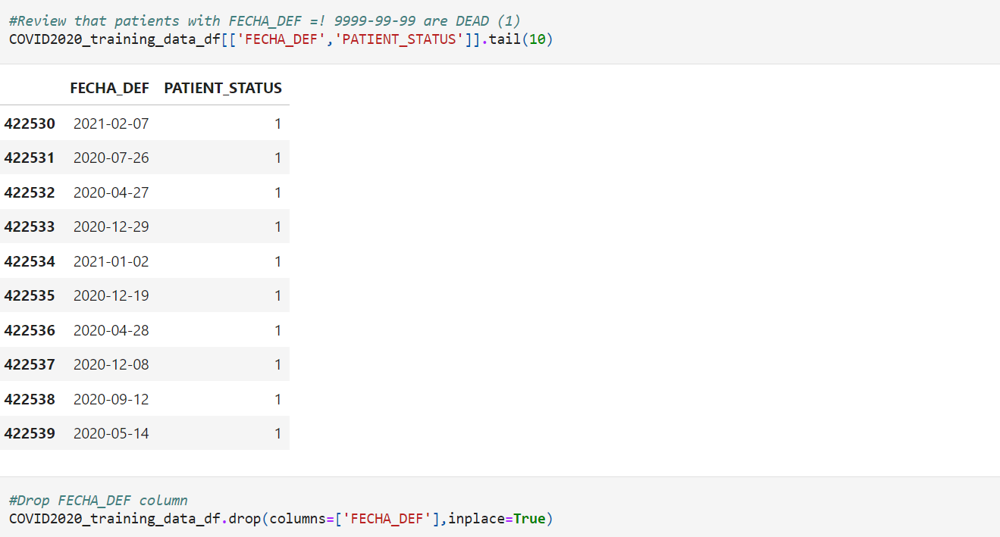 #Review that patients with FECHA_DEF =! 9999-99-99 are DEAD (1)
COVID2020_training_data_df[['FECHA_DEF','PATIENT_STATUS']].tail(10)
FECHA_DEF PATIENT_STATUS
422530 2021-02-07 1
422531 2020-07-26 1
422532 2020-04-27 1
422533 2020-12-29 1
422534 2021-01-02 1
422535 2020-12-19 1
422536 2020-04-28 1
422537 2020-12-08 1
422538 2020-09-12 1
422539 2020-05-14 1
#Drop FECHA_DEF column
COVID2020_training_data_df.drop(columns=['FECHA_DEF'],inplace=True)